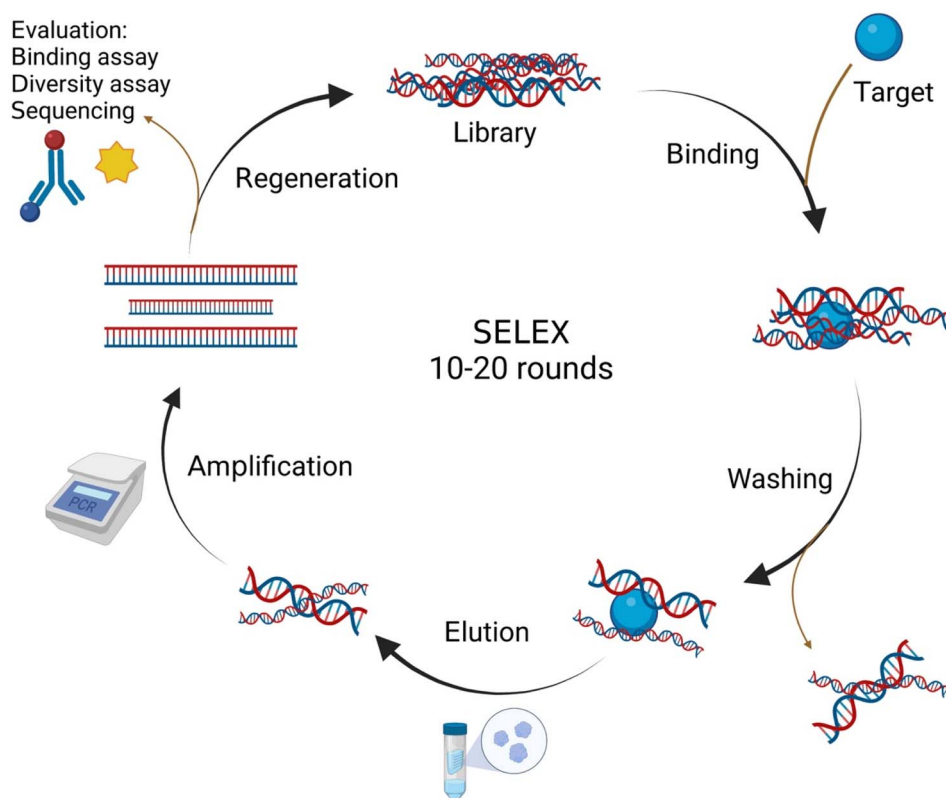 Evaluation:
Binding assay
Diversity assay
Sequencing
Library
Target
Binding
Regeneration
SELEX
10-20 rounds
Amplification
Washing
PCR
Elution